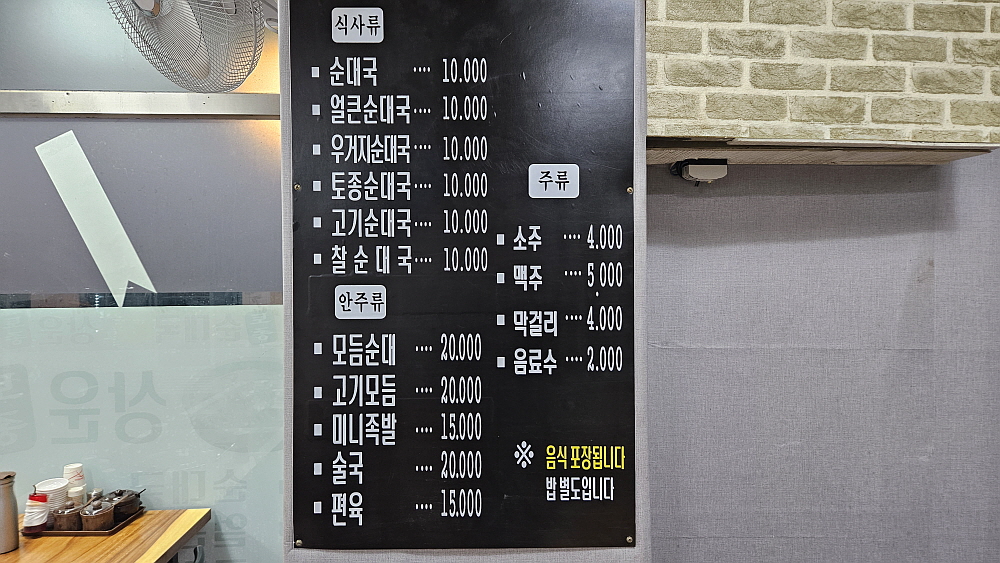 식사류
▪ 순대국 ···· 10.000
▪ 얼큰순대국 ···· 10.000
▪ 우거지순대국 ···· 10.000
▪ 토종순대국 ···· 10.000
▪ 고기순대국 ···· 10.000
▪ 찰 순 대 국 ···· 10.000
안주류
▪ 모듬순대 ···· 20.000
▪ 고기모듬 ···· 20.000
▪ 미니족발 ···· 15.000
▪ 술국 ···· 20.000
▪ 편육 ···· 15.000
주류
▪ 소주 ···· 4.000
▪ 맥주 ···· 5.000
▪ 막걸리 ···· 4.000
▪ 음료수 ···· 2.000
※ 음식 포장됩니다
밥 별도입니다